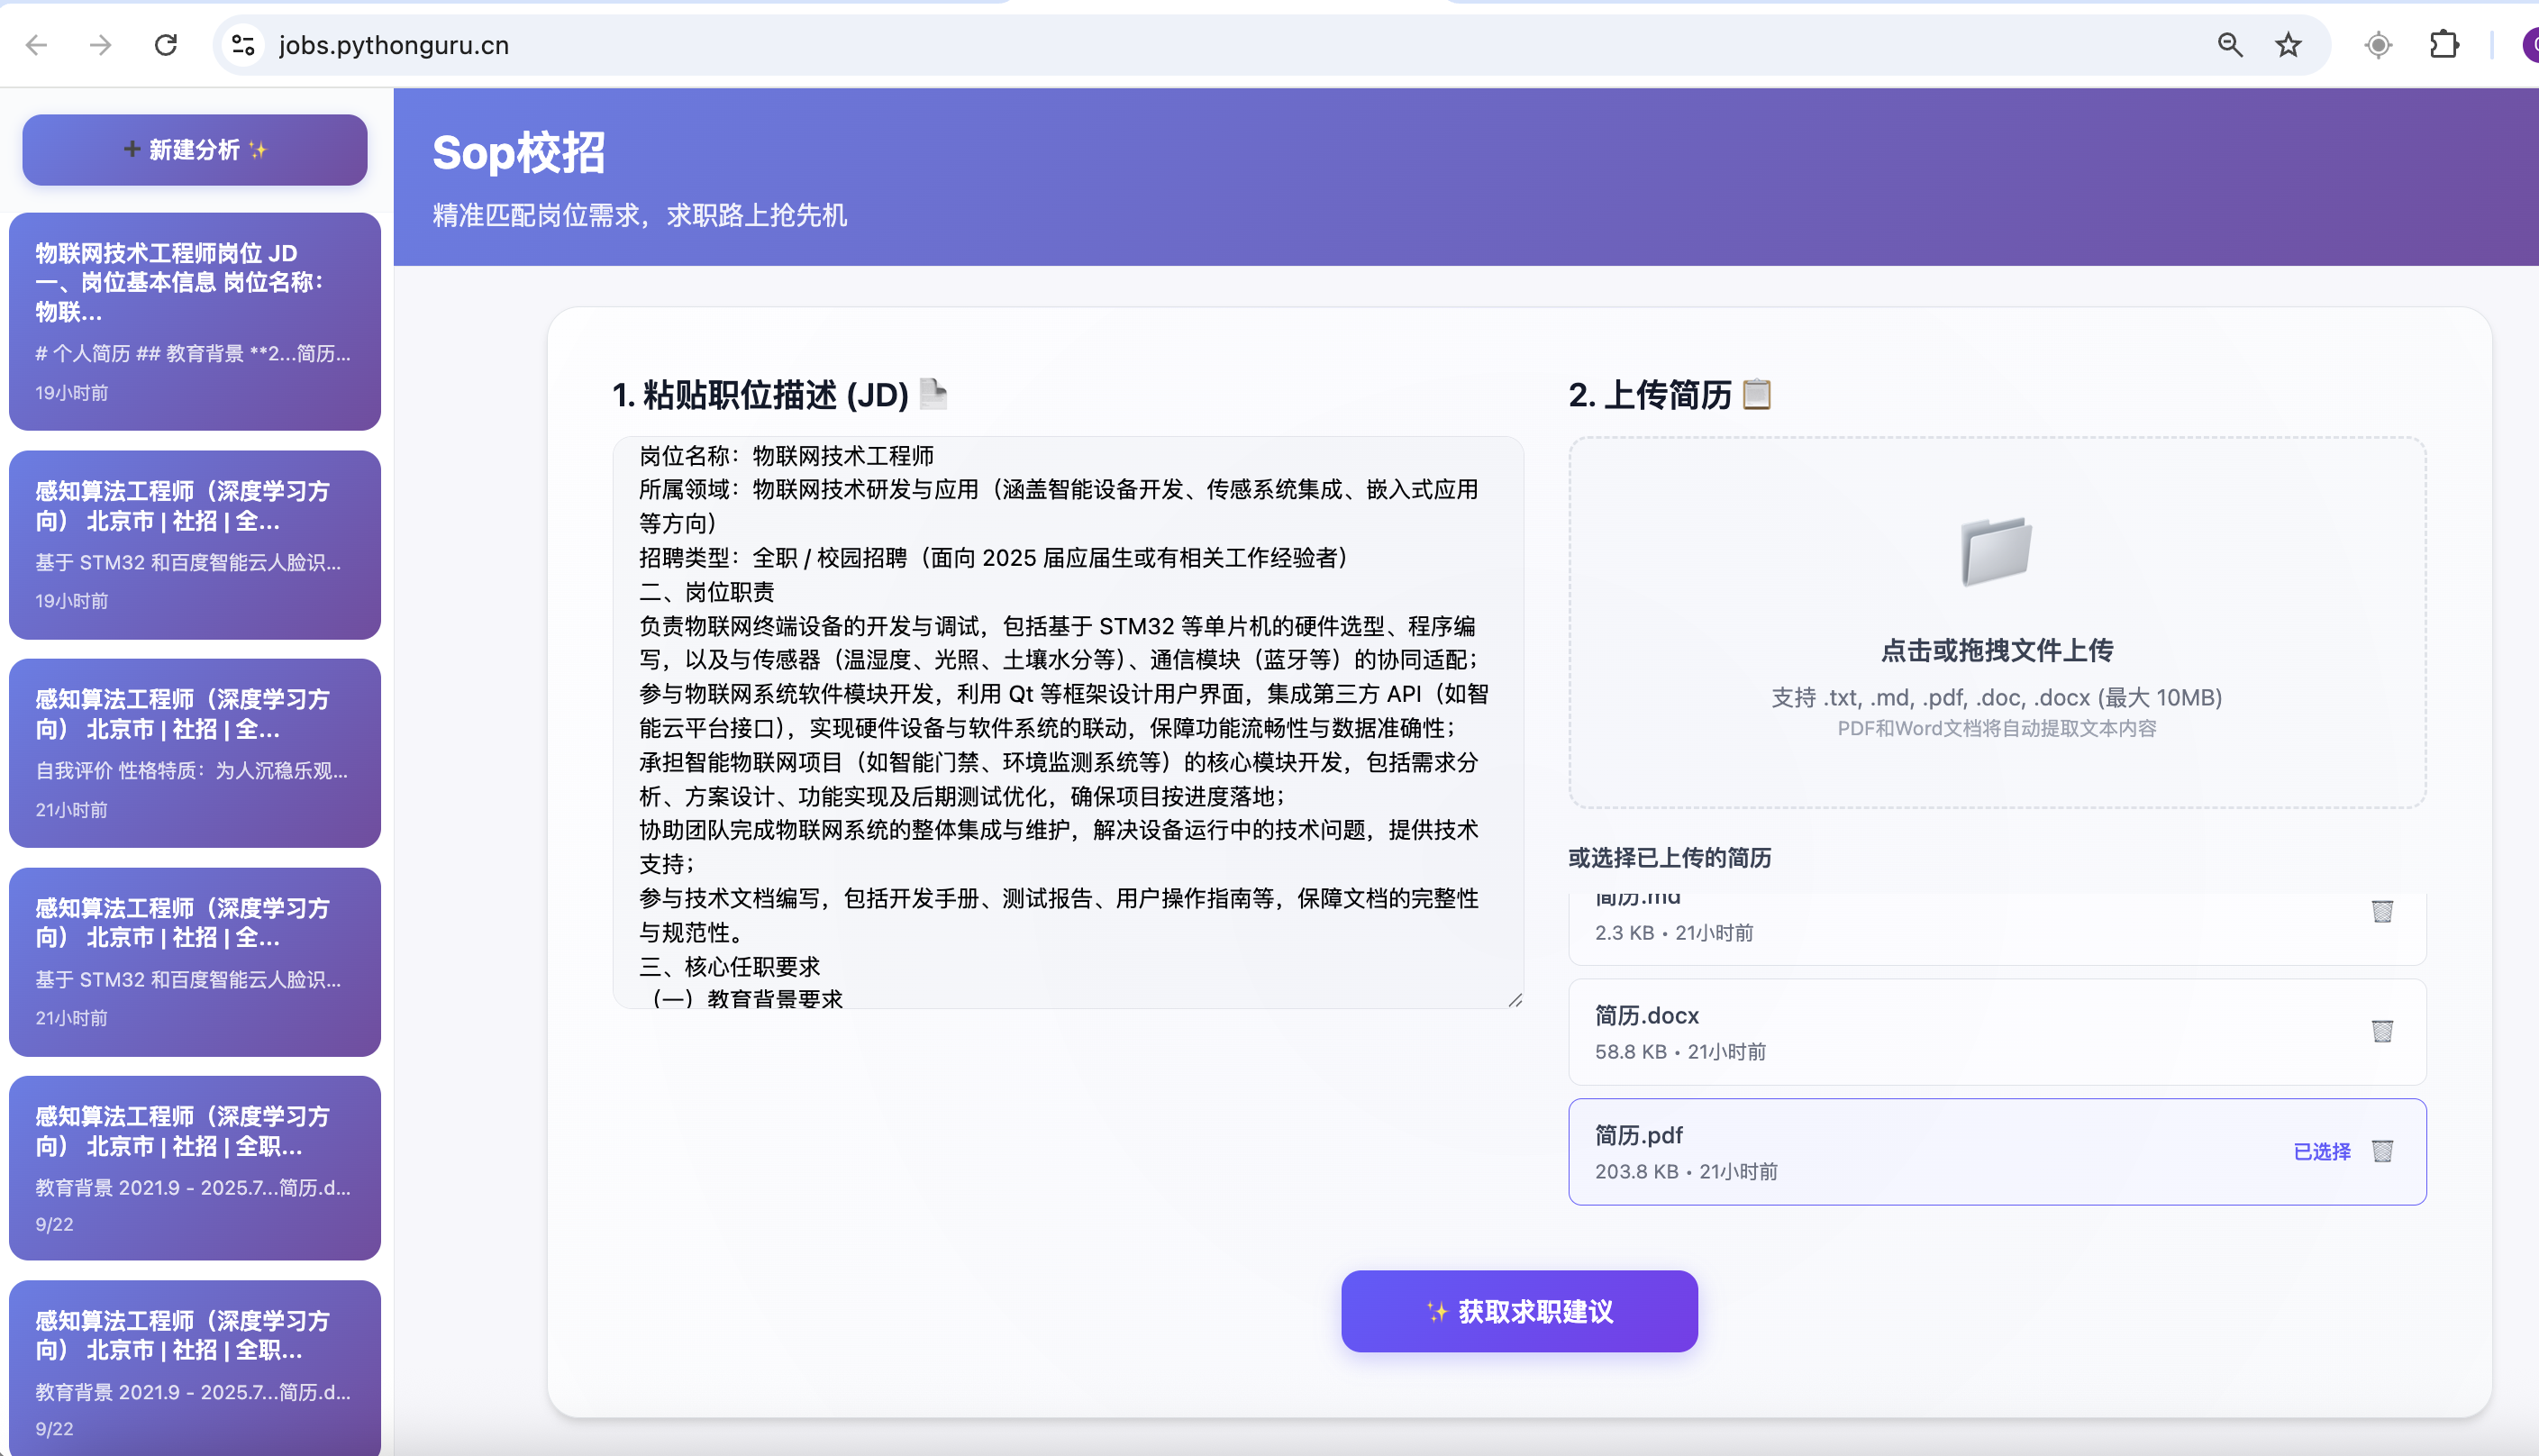 jobs.pythonguru.cn
➕ 新建分析 ✨
物联网技术工程师岗位 JD
一、岗位基本信息 岗位名称：
物联...
# 个人简历 ## 教育背景 **2...简历...
19小时前
感知算法工程师（深度学习方
向） 北京市 | 社招 | 全...
基于 STM32 和百度智能云人脸识...
19小时前
感知算法工程师（深度学习方
向） 北京市 | 社招 | 全...
自我评价 性格特质：为人沉稳乐观...
21小时前
感知算法工程师（深度学习方
向） 北京市 | 社招 | 全...
基于 STM32 和百度智能云人脸识...
21小时前
感知算法工程师（深度学习方
向） 北京市 | 社招 | 全职...
教育背景 2021.9 - 2025.7...简历.d...
9/22
感知算法工程师（深度学习方
向） 北京市 | 社招 | 全职...
教育背景 2021.9 - 2025.7...简历.d...
9/22
Sop校招
精准匹配岗位需求，求职路上抢先机
1. 粘贴职位描述 (JD)
岗位名称：物联网技术工程师
所属领域：物联网技术研发与应用（涵盖智能设备开发、传感系统集成、嵌入式应用
等方向）
招聘类型：全职 / 校园招聘（面向 2025 届应届生或有相关工作经验者）
二、岗位职责
负责物联网终端设备的开发与调试，包括基于 STM32 等单片机的硬件选型、程序编
写，以及与传感器（温湿度、光照、土壤水分等）、通信模块（蓝牙等）的协同适配；
参与物联网系统软件模块开发，利用 Qt 等框架设计用户界面，集成第三方 API（如智
能云平台接口），实现硬件设备与软件系统的联动，保障功能流畅性与数据准确性；
承担智能物联网项目（如智能门禁、环境监测系统等）的核心模块开发，包括需求分
析、方案设计、功能实现及后期测试优化，确保项目按进度落地；
协助团队完成物联网系统的整体集成与维护，解决设备运行中的技术问题，提供技术
支持；
参与技术文档编写，包括开发手册、测试报告、用户操作指南等，保障文档的完整性
与规范性。
三、核心任职要求
（一）教育背景要求
2. 上传简历
点击或拖拽文件上传
支持 .txt, .md, .pdf, .doc, .docx (最大 10MB)
PDF和Word文档将自动提取文本内容
或选择已上传的简历
简历.md
2.3 KB • 21小时前
简历.docx
58.8 KB • 21小时前
简历.pdf
203.8 KB • 21小时前
已选择
✨ 获取求职建议